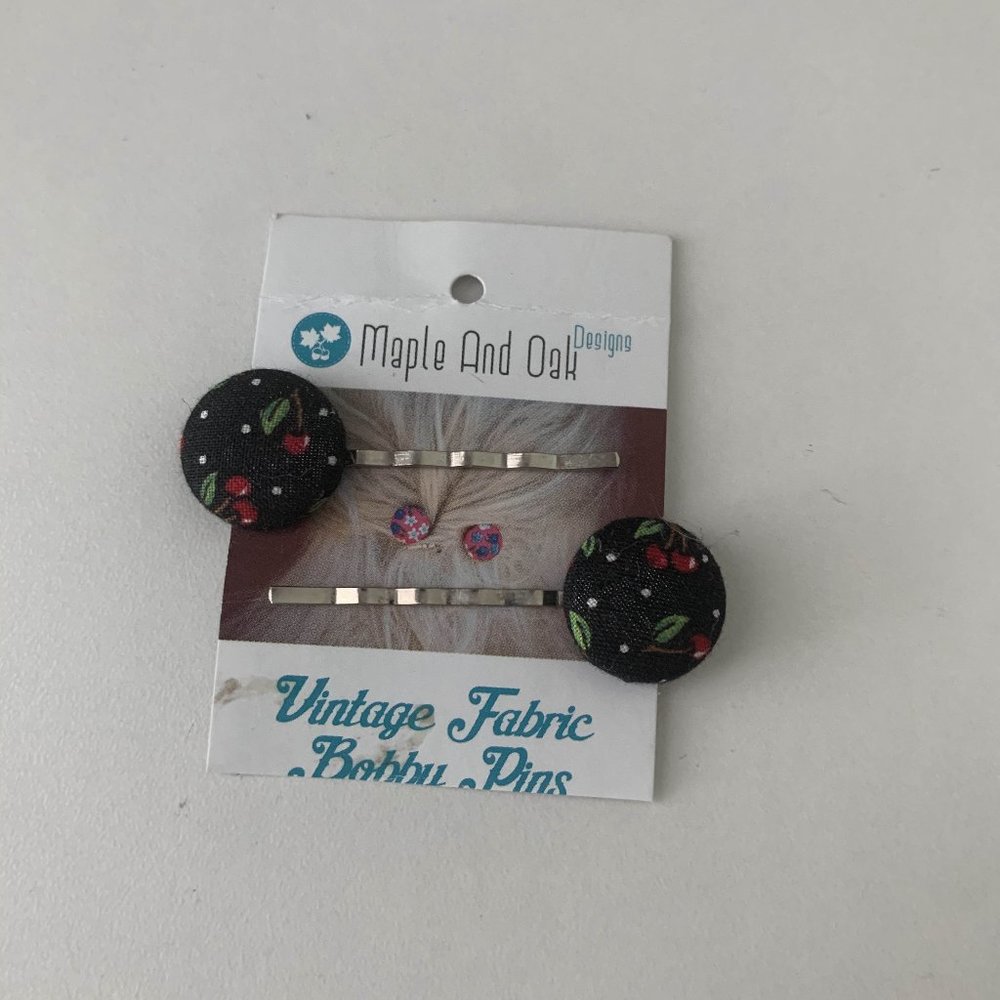 Maple And Oak Designs
Vintage Fabric
Bobby Pins